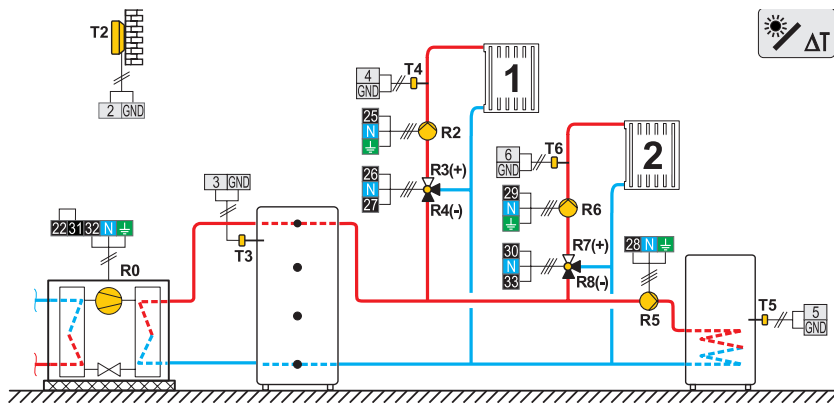 T2
2 GND
ΔT
4
GND
T4
1
25
N
R2
26
N
27
R3(+)
R4(-)
6
GND
T6
2
29
N
R6
30
N
33
R7(+)
R8(-)
3 GND
T3
22 31 32 N
R0
28 N
R5
T5
5
GND